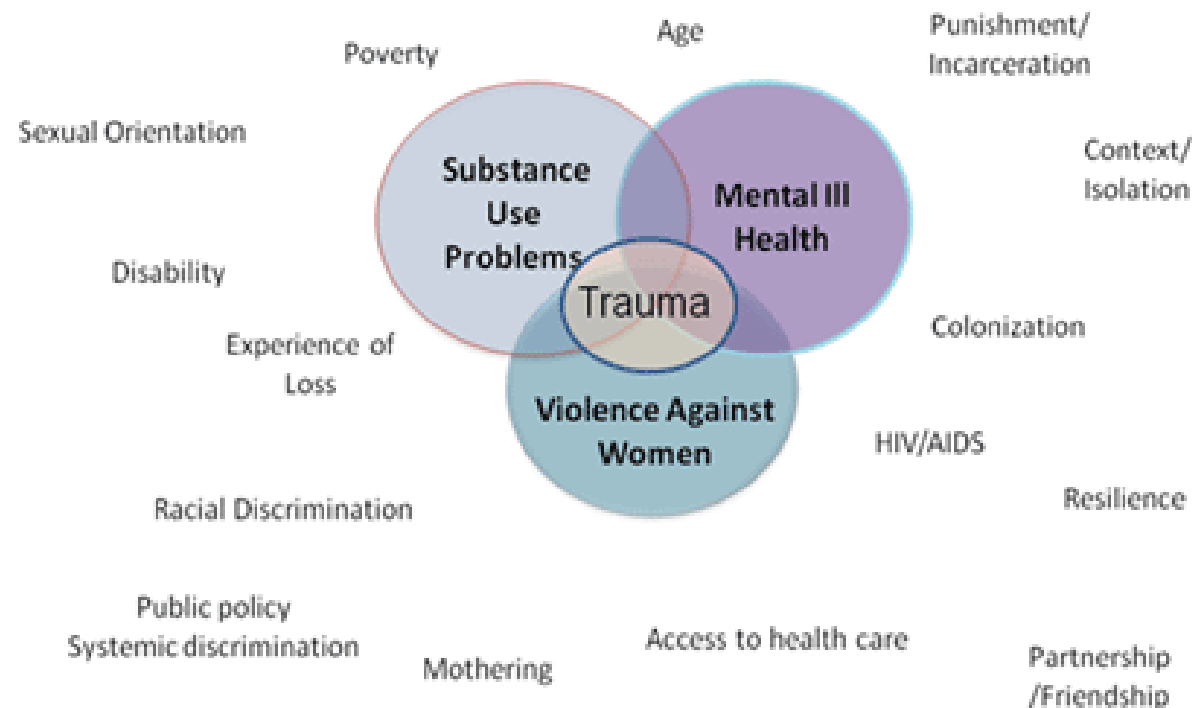 Age
Punishment/
Incarceration
Poverty
Sexual Orientation
Context/
Isolation
Substance
Use
Problems
Mental Ill
Health
Disability
Trauma
Colonization
Experience of
Loss
Violence Against
Women
HIV/AIDS
Resilience
Racial Discrimination
Public policy
Systemic discrimination
Mothering
Access to health care
Partnership
/Friendship